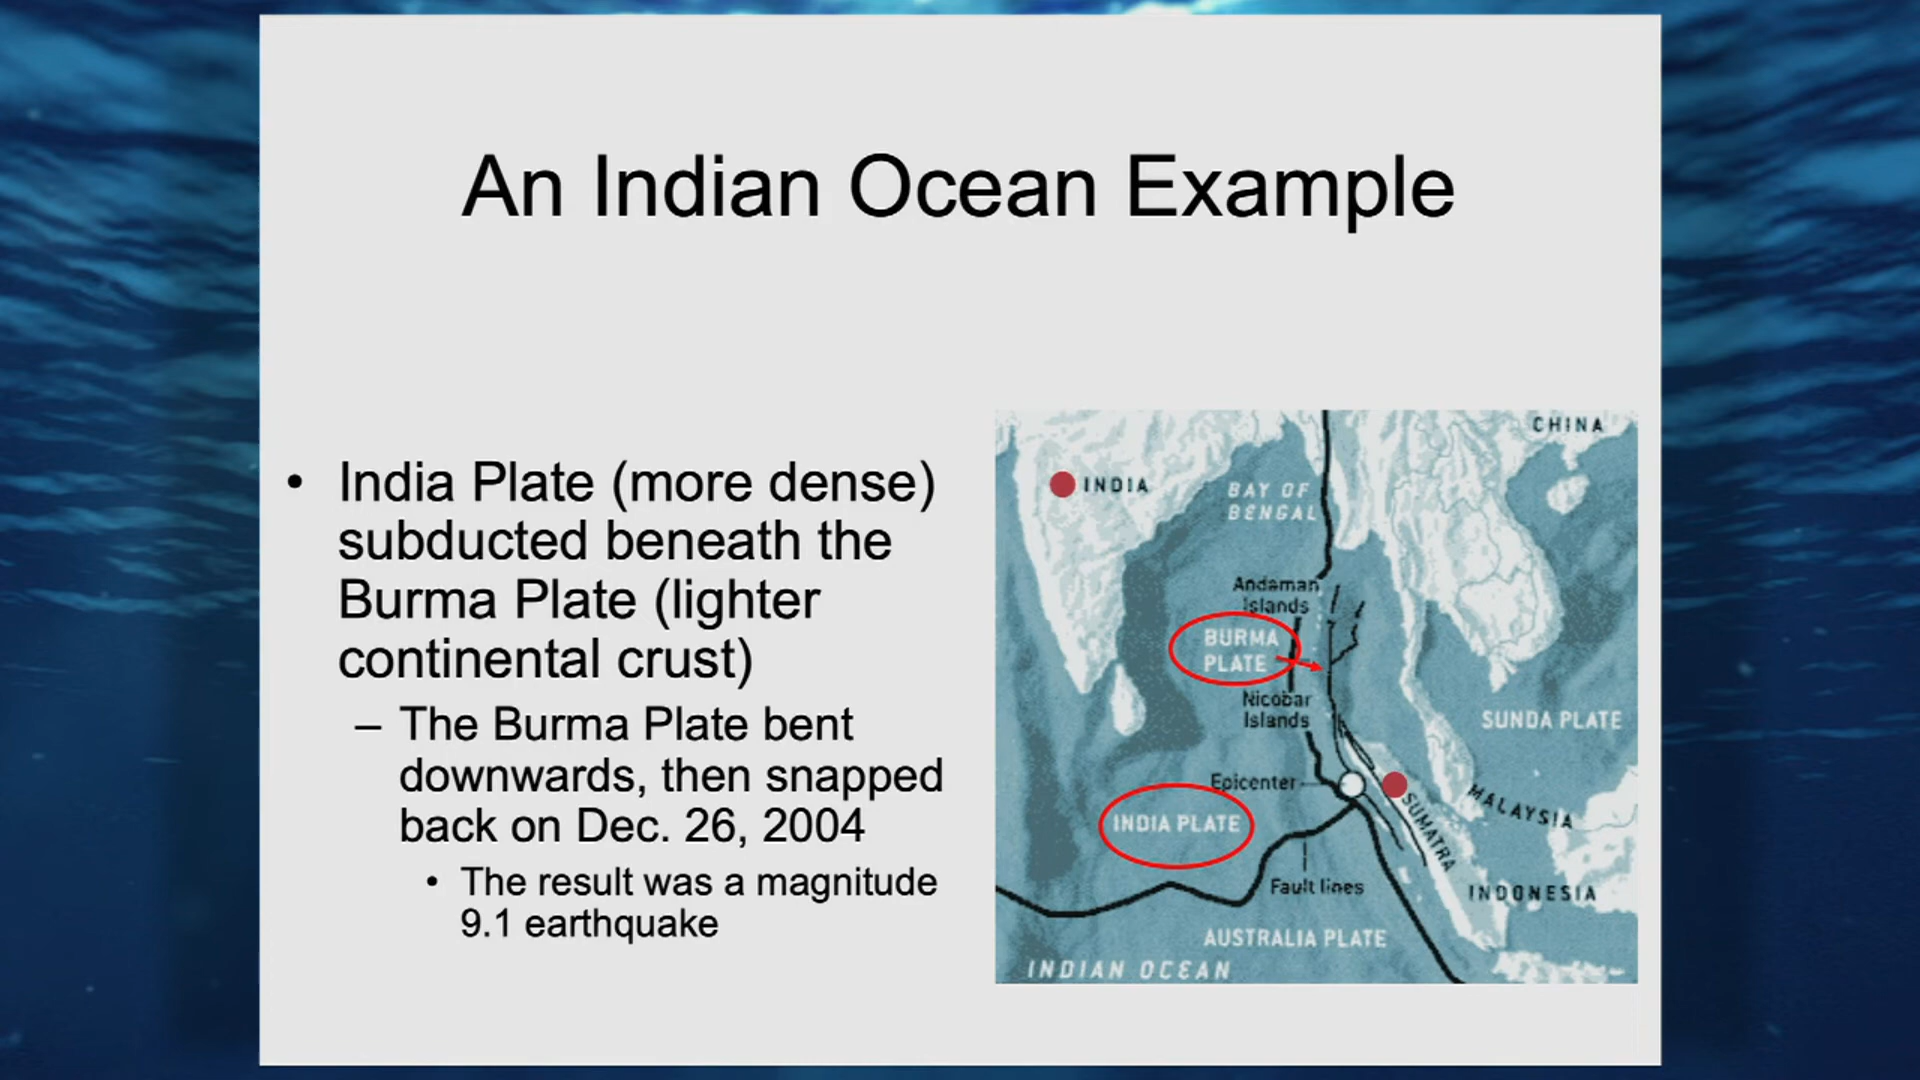 An Indian Ocean Example
• India Plate (more dense)
subducted beneath the
Burma Plate (lighter
continental crust)
– The Burma Plate bent
downwards, then snapped
back on Dec. 26, 2004
• The result was a magnitude
9.1 earthquake
CHINA
INDIA
BAY OF
BENGAL
Andaman
Islands
BURMA
PLATE
Nicobar
Islands
SUNDA PLATE
Epicenter
MALAYSIA
SUMATRA
INDIA PLATE
Fault lines
INDONESIA
AUSTRALIA PLATE
INDIAN OCEAN